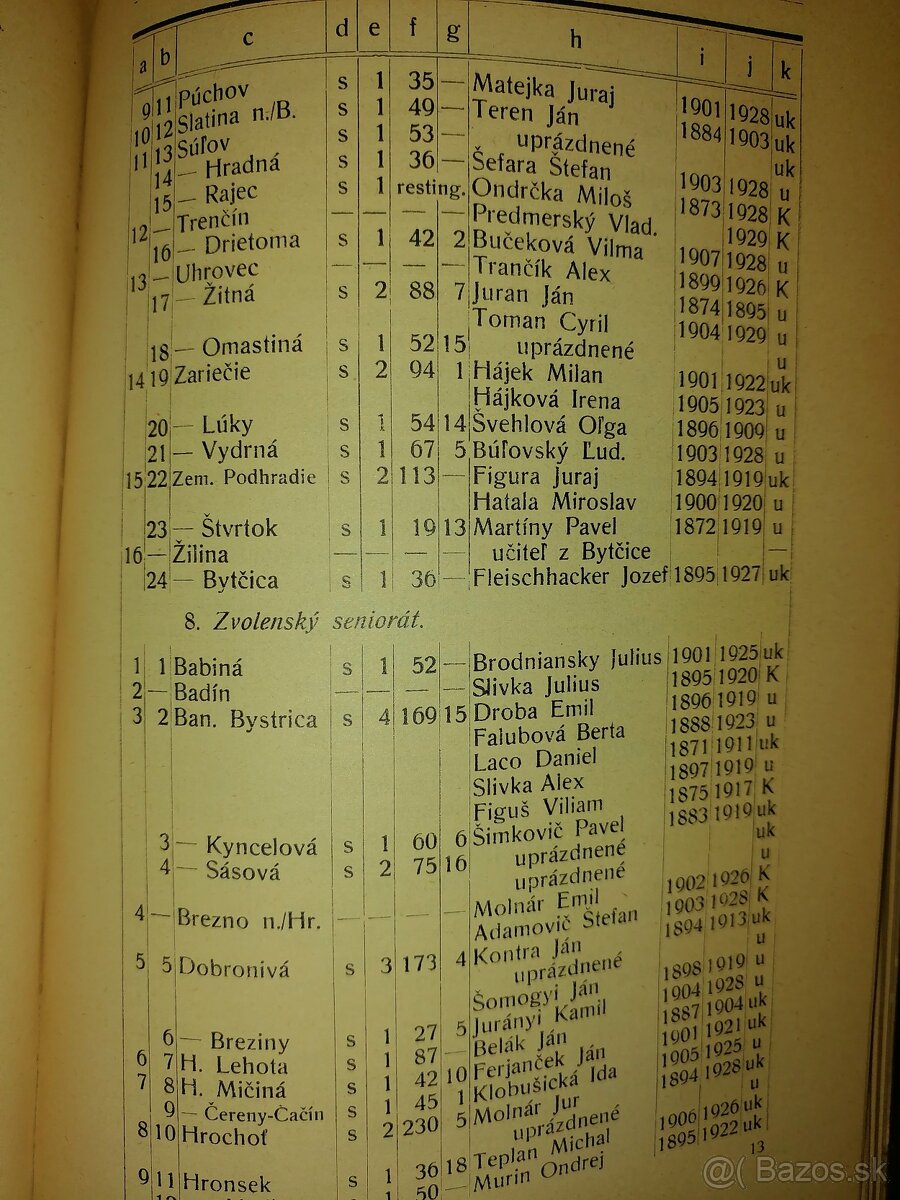 a b c d e f g h i j k
9 11 Púchov s 1 35 — Matejka Juraj 1901 1928 uk
10 12 Slatina n./B. s 1 49 — Teren Ján 1884 1903 uk
11 13 Súľov s 1 53 — uprázdnené uk
14 — Hradná s 1 36 — Šefara Štefan 1903 1928 u
15 — Rajec s 1 resting. Ondrčka Miloš 1873 1928 K
12 — Trenčín — — — — Predmerský Vlad. 1929 K
16 — Drietoma s 1 42 2 Bučeková Vilma 1907 1928 u
13 — Uhrovec — — — — Trančík Alex 1899 1926 K
17 — Žitná s 2 88 7 Juran Ján 1874 1895 u
Toman Cyril 1904 1929 u
18 — Omastiná s 1 52 15 uprázdnené u
14 19 Zariečie s 2 94 1 Hájek Milan 1901 1922 uk
Hájková Irena 1905 1923 u
20 — Lúky s 1 54 14 Švehlová Oľga 1896 1909 u
21 — Vydrná s 1 67 5 Búľovský Ľud. 1903 1928 u
15 22 Zem. Podhradie s 2 113 — Figura Juraj 1894 1919 uk
Hatala Miroslav 1900 1920 u
23 — Štvrtok s 1 19 13 Martíny Pavel 1872 1919 u
16 — Žilina — — — — učiteľ z Bytčice —
24 — Bytčica s 1 36 — Fleischhacker Jozef 1895 1927 uk
8. Zvolenský seniorát.
1 1 Babiná s 1 52 — Brodniansky Julius 1901 1925 uk
2 — Badín — — — — Slivka Julius 1895 1920 K
3 2 Ban. Bystrica s 4 169 15 Droba Emil 1896 1919 u
Falubová Berta 1888 1923 u
Laco Daniel 1871 1911 uk
Slivka Alex 1897 1919 u
Figuš Viliam 1875 1917 K
3 — Kyncelová s 1 60 6 Šimkovič Pavel 1883 1919 uk
4 — Sásová s 2 75 16 uprázdnené uk
uprázdnené u
4 — Brezno n./Hr. — — — — Molnár Emil 1902 1926 K
Adamovič Štefan 1903 1928 K
5 5 Dobronivá s 3 173 4 Kontra Ján 1894 1913 uk
uprázdnené u
Šomogyi Ján 1898 1919 u
6 — Breziny s 1 27 5 Jurányi Kamil 1904 1928 u
6 7 H. Lehota s 1 87 — Belák Ján 1887 1904 uk
7 8 H. Mičiná s 1 42 10 Ferjanček Ján 1901 1921 uk
9 — Čereny-Čačín s 1 45 1 Klobušická Ida 1905 1925 u
8 10 Hrochoť s 2 230 5 Molnár Jur 1894 1928 uk
uprázdnené u
9 11 Hronsek s 1 36 18 Teplan Michal 1906 1926 uk
s 1 50 — Murin Ondrej 1895 1922 uk
13
@ Bazos.sk